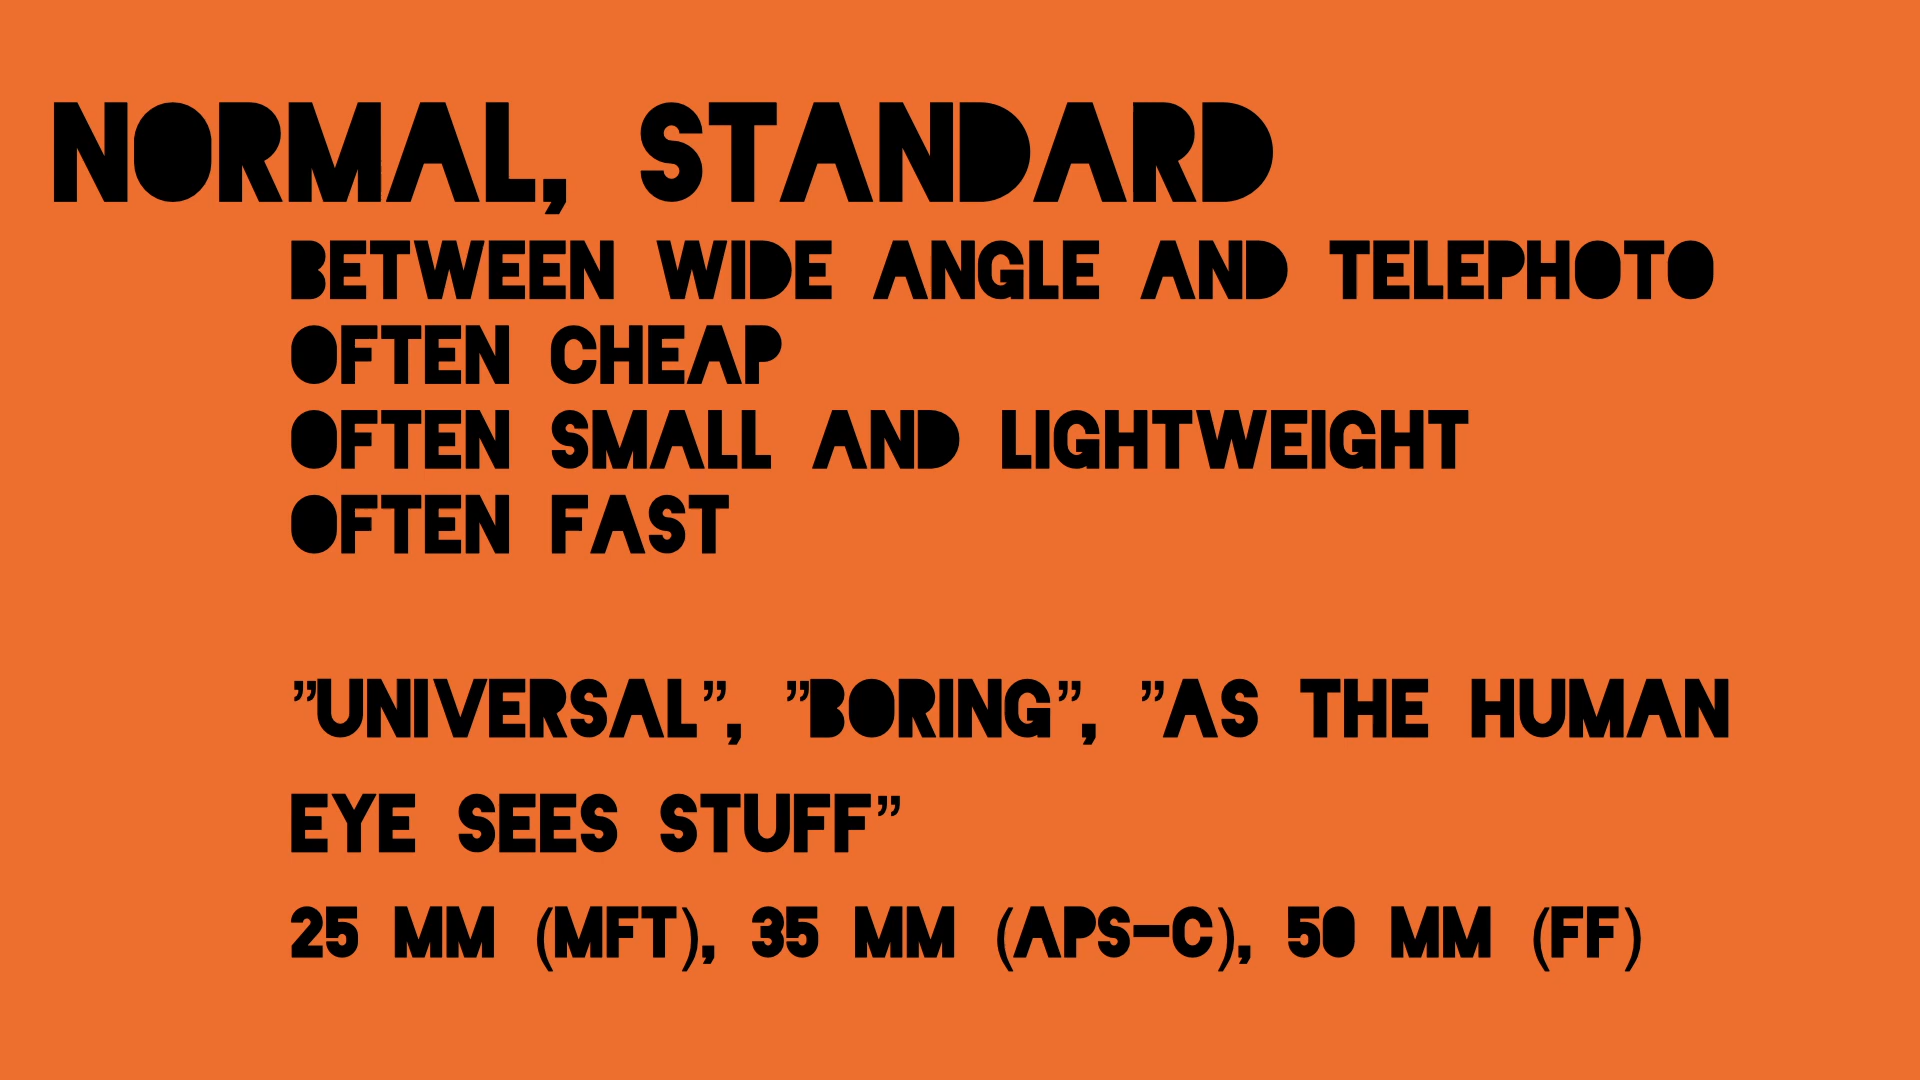 NORMAL, STANDARD
BETWEEN WIDE ANGLE AND TELEPHOTO
OFTEN CHEAP
OFTEN SMALL AND LIGHTWEIGHT
OFTEN FAST
”UNIVERSAL”, ”BORING”, ”AS THE HUMAN
EYE SEES STUFF”
25 MM (MFT), 35 MM (APS-C), 50 MM (FF)